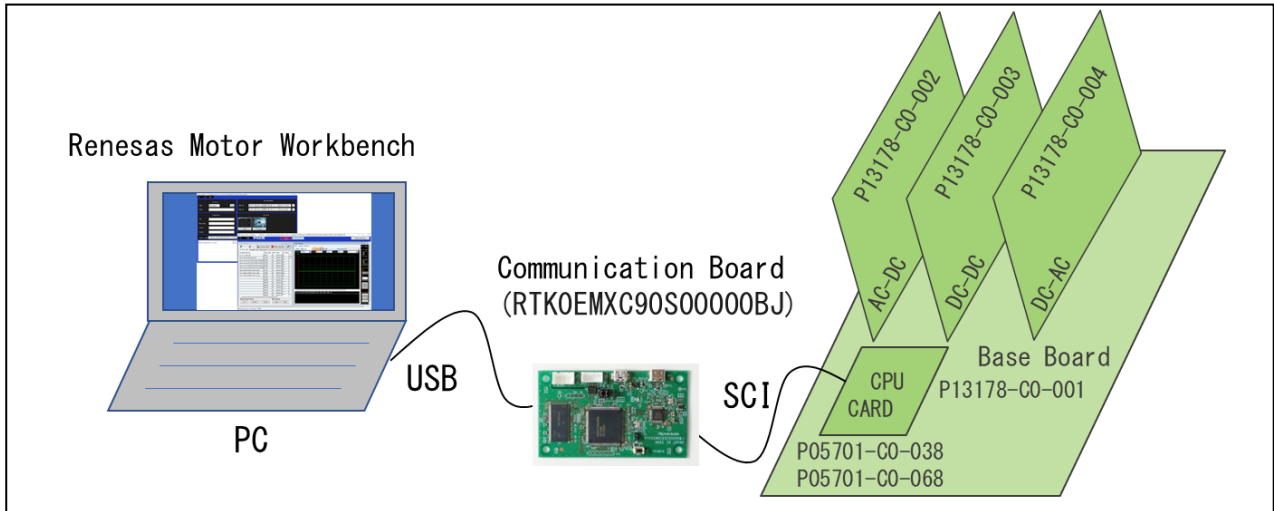 Renesas Motor Workbench
PC
USB
Communication Board
(RTK0EMXC90S00000BJ)
SCI
P13178-C0-002
AC-DC
P13178-C0-003
DC-DC
P13178-C0-004
DC-AC
CPU
CARD
Base Board
P13178-C0-001
P05701-C0-038
P05701-C0-068